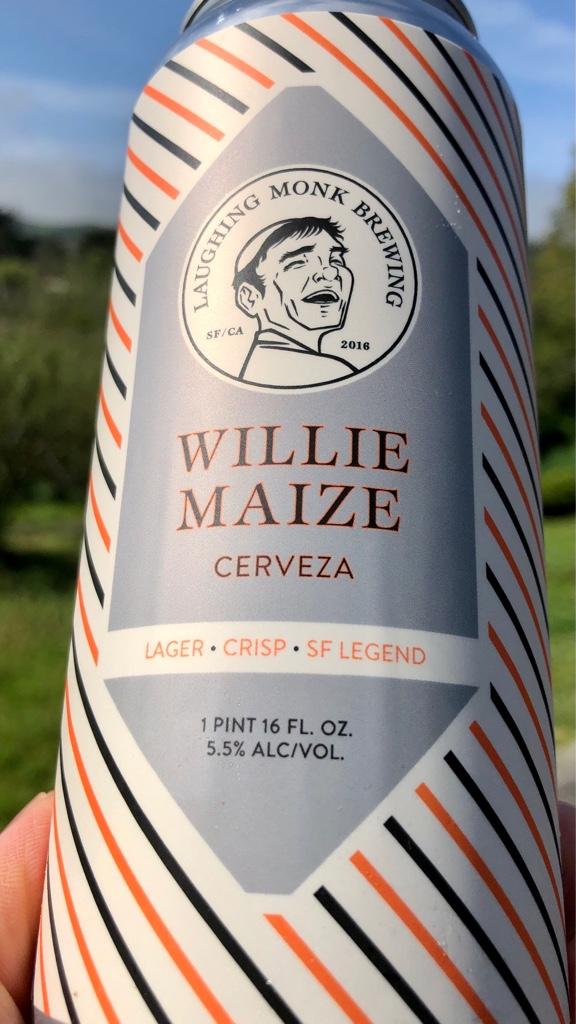 LAUGHING MONK BREWING
SF/CA
2016
WILLIE
MAIZE
CERVEZA
LAGER • CRISP • SF LEGEND
1 PINT 16 FL. OZ.
5.5% ALC/VOL.